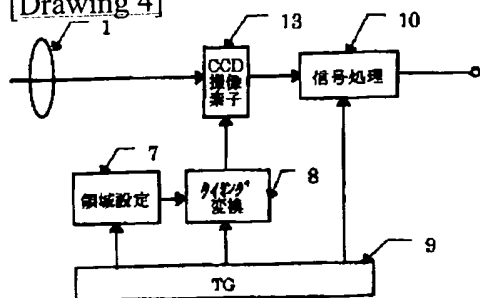 [Drawing 4]
1
13
10
CCD
撮像
素子
信号処理
7
8
領域設定
タイミング
変換
9
TG